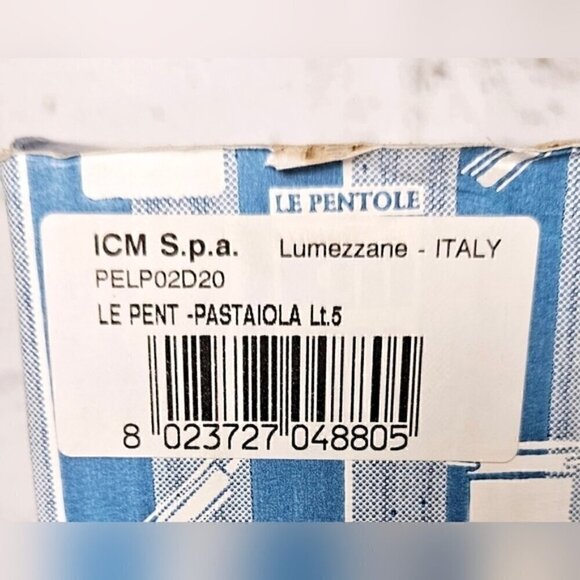 LE PENTOLE
ICM S.p.a. Lumezzane - ITALY
PELP02D20
LE PENT -PASTAIOLA Lt.5
8 023727 048805